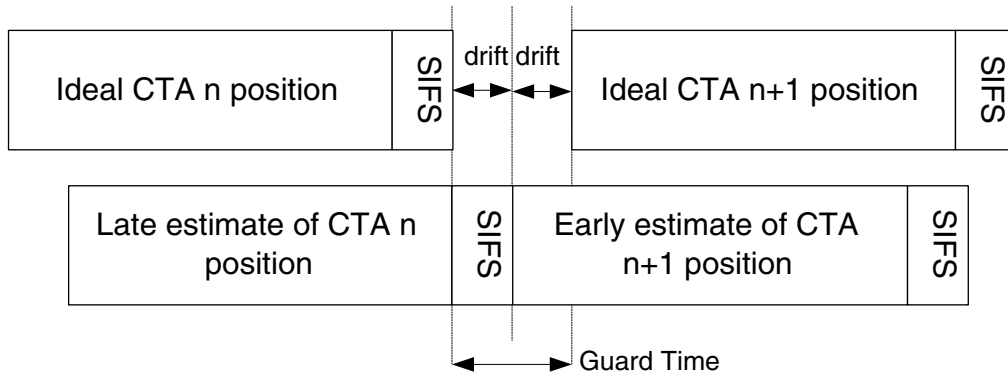 drift drift
Ideal CTA n position
SIFS
Ideal CTA n+1 position
SIFS
Late estimate of CTA n
position
SIFS
Early estimate of CTA
n+1 position
SIFS
Guard Time